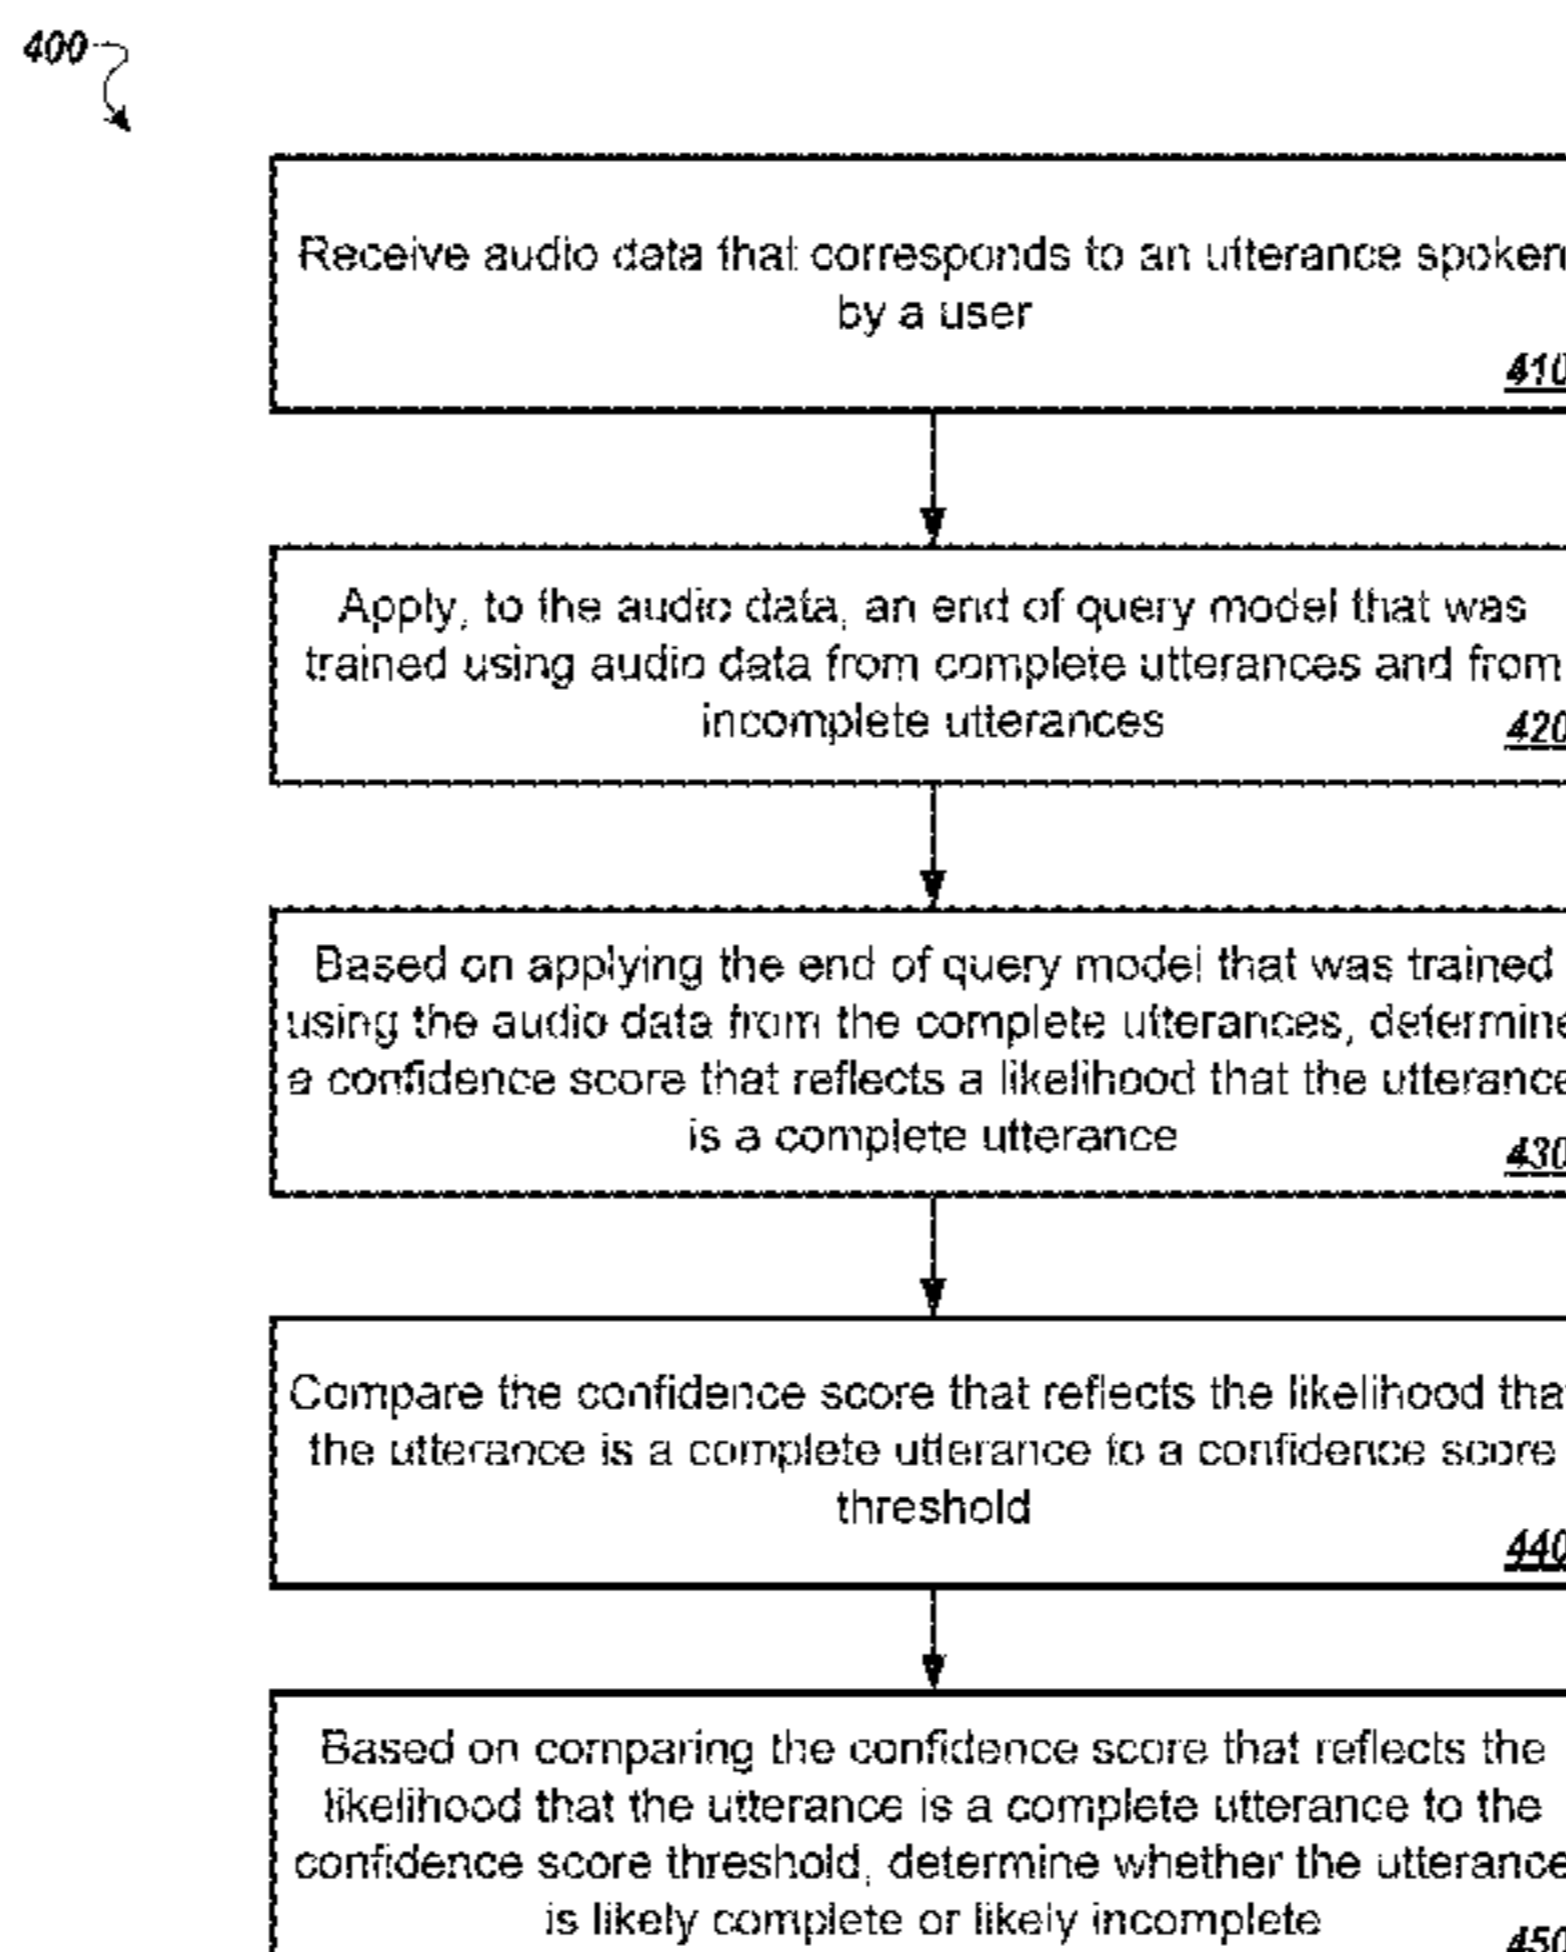 400
Receive audio data that corresponds to an utterance spoken
by a user
410
Apply, to the audio data, an end of query model that was
trained using audio data from complete utterances and from
incomplete utterances
420
Based on applying the end of query model that was trained
using the audio data from the complete utterances, determine
a confidence score that reflects a likelihood that the utterance
is a complete utterance
430
Compare the confidence score that reflects the likelihood that
the utterance is a complete utterance to a confidence score
threshold
440
Based on comparing the confidence score that reflects the
likelihood that the utterance is a complete utterance to the
confidence score threshold, determine whether the utterance
is likely complete or likely incomplete
450